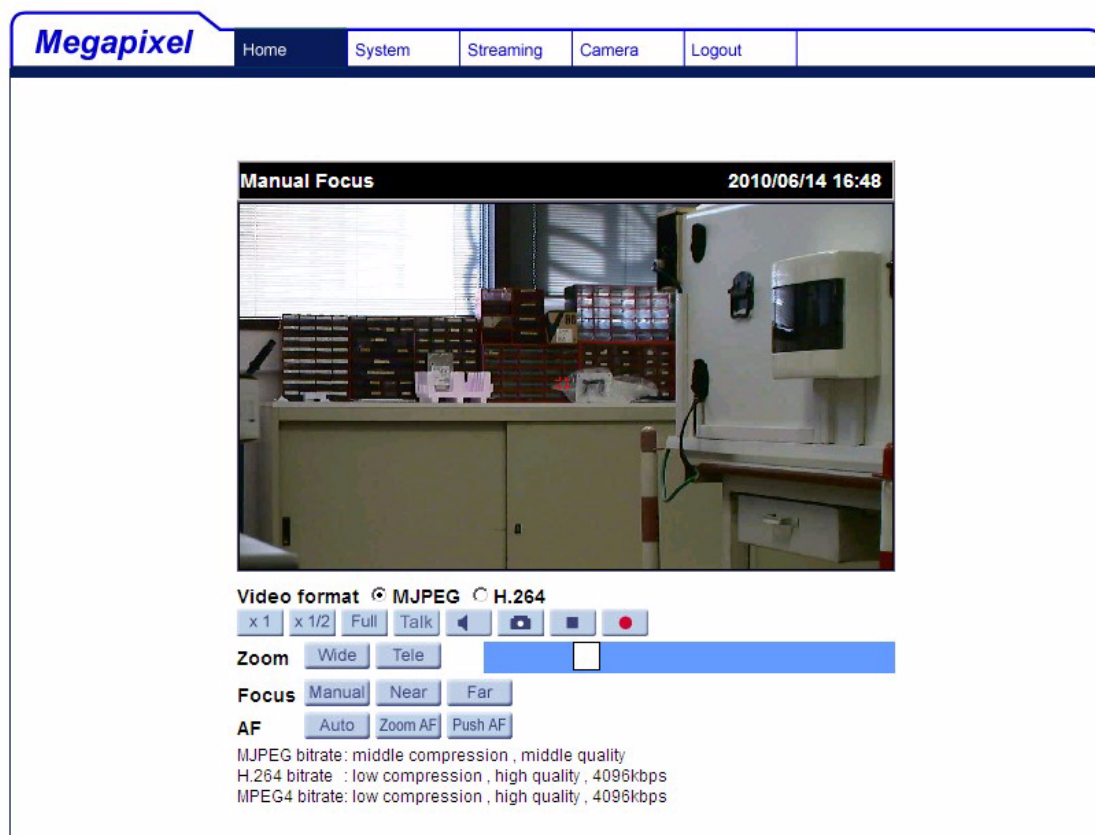 Megapixel
Home System Streaming Camera Logout
Manual Focus 2010/06/14 16:48
Video format MJPEG H.264
x 1 x 1/2 Full Talk
Zoom Wide Tele
Focus Manual Near Far
AF Auto Zoom AF Push AF
MJPEG bitrate: middle compression , middle quality
H.264 bitrate : low compression , high quality , 4096kbps
MPEG4 bitrate: low compression , high quality , 4096kbps